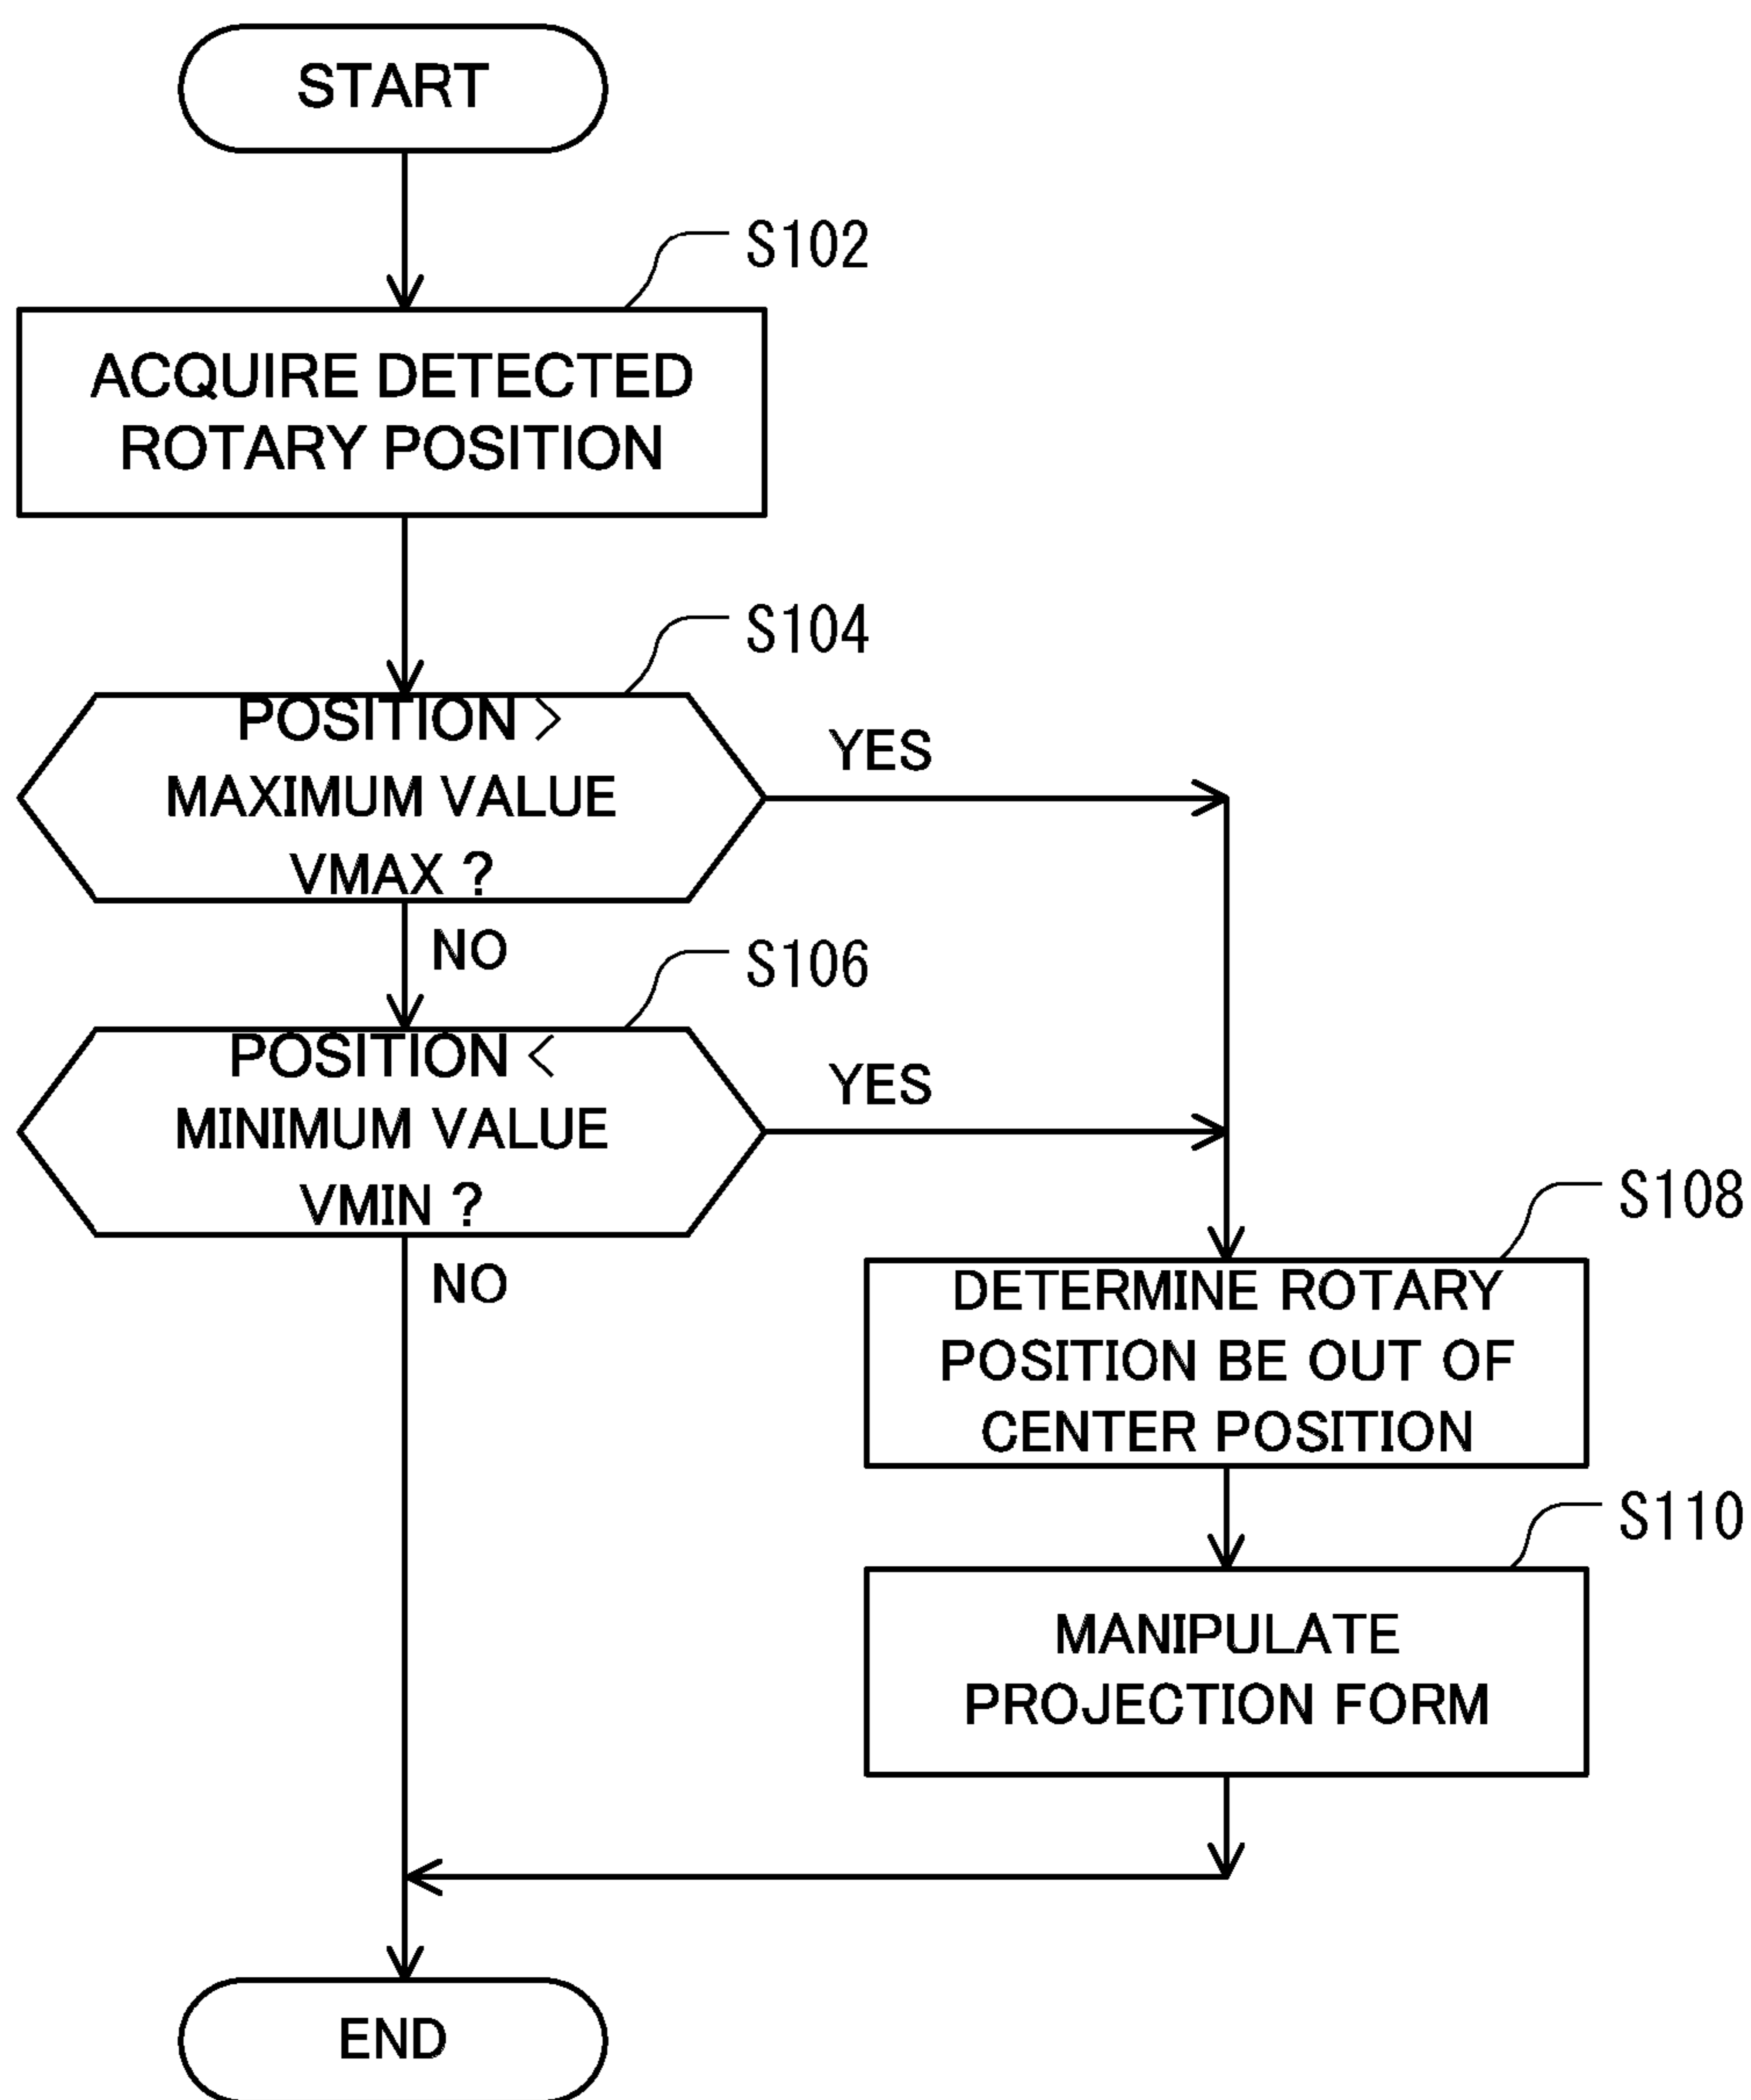 START
S102
ACQUIRE DETECTED
ROTARY POSITION
S104
POSITION >
MAXIMUM VALUE
VMAX ?
YES
NO
S106
POSITION <
MINIMUM VALUE
VMIN ?
YES
NO
S108
DETERMINE ROTARY
POSITION BE OUT OF
CENTER POSITION
S110
MANIPULATE
PROJECTION FORM
END